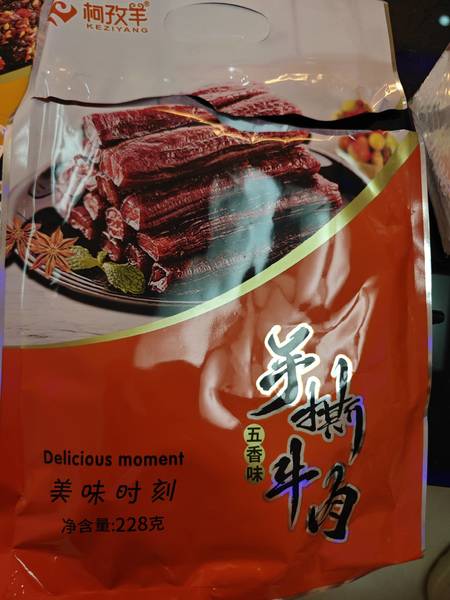 柯孜羊®
KEZIYANG
手撕牛肉
五香味
Delicious moment
美味时刻
净含量:228克